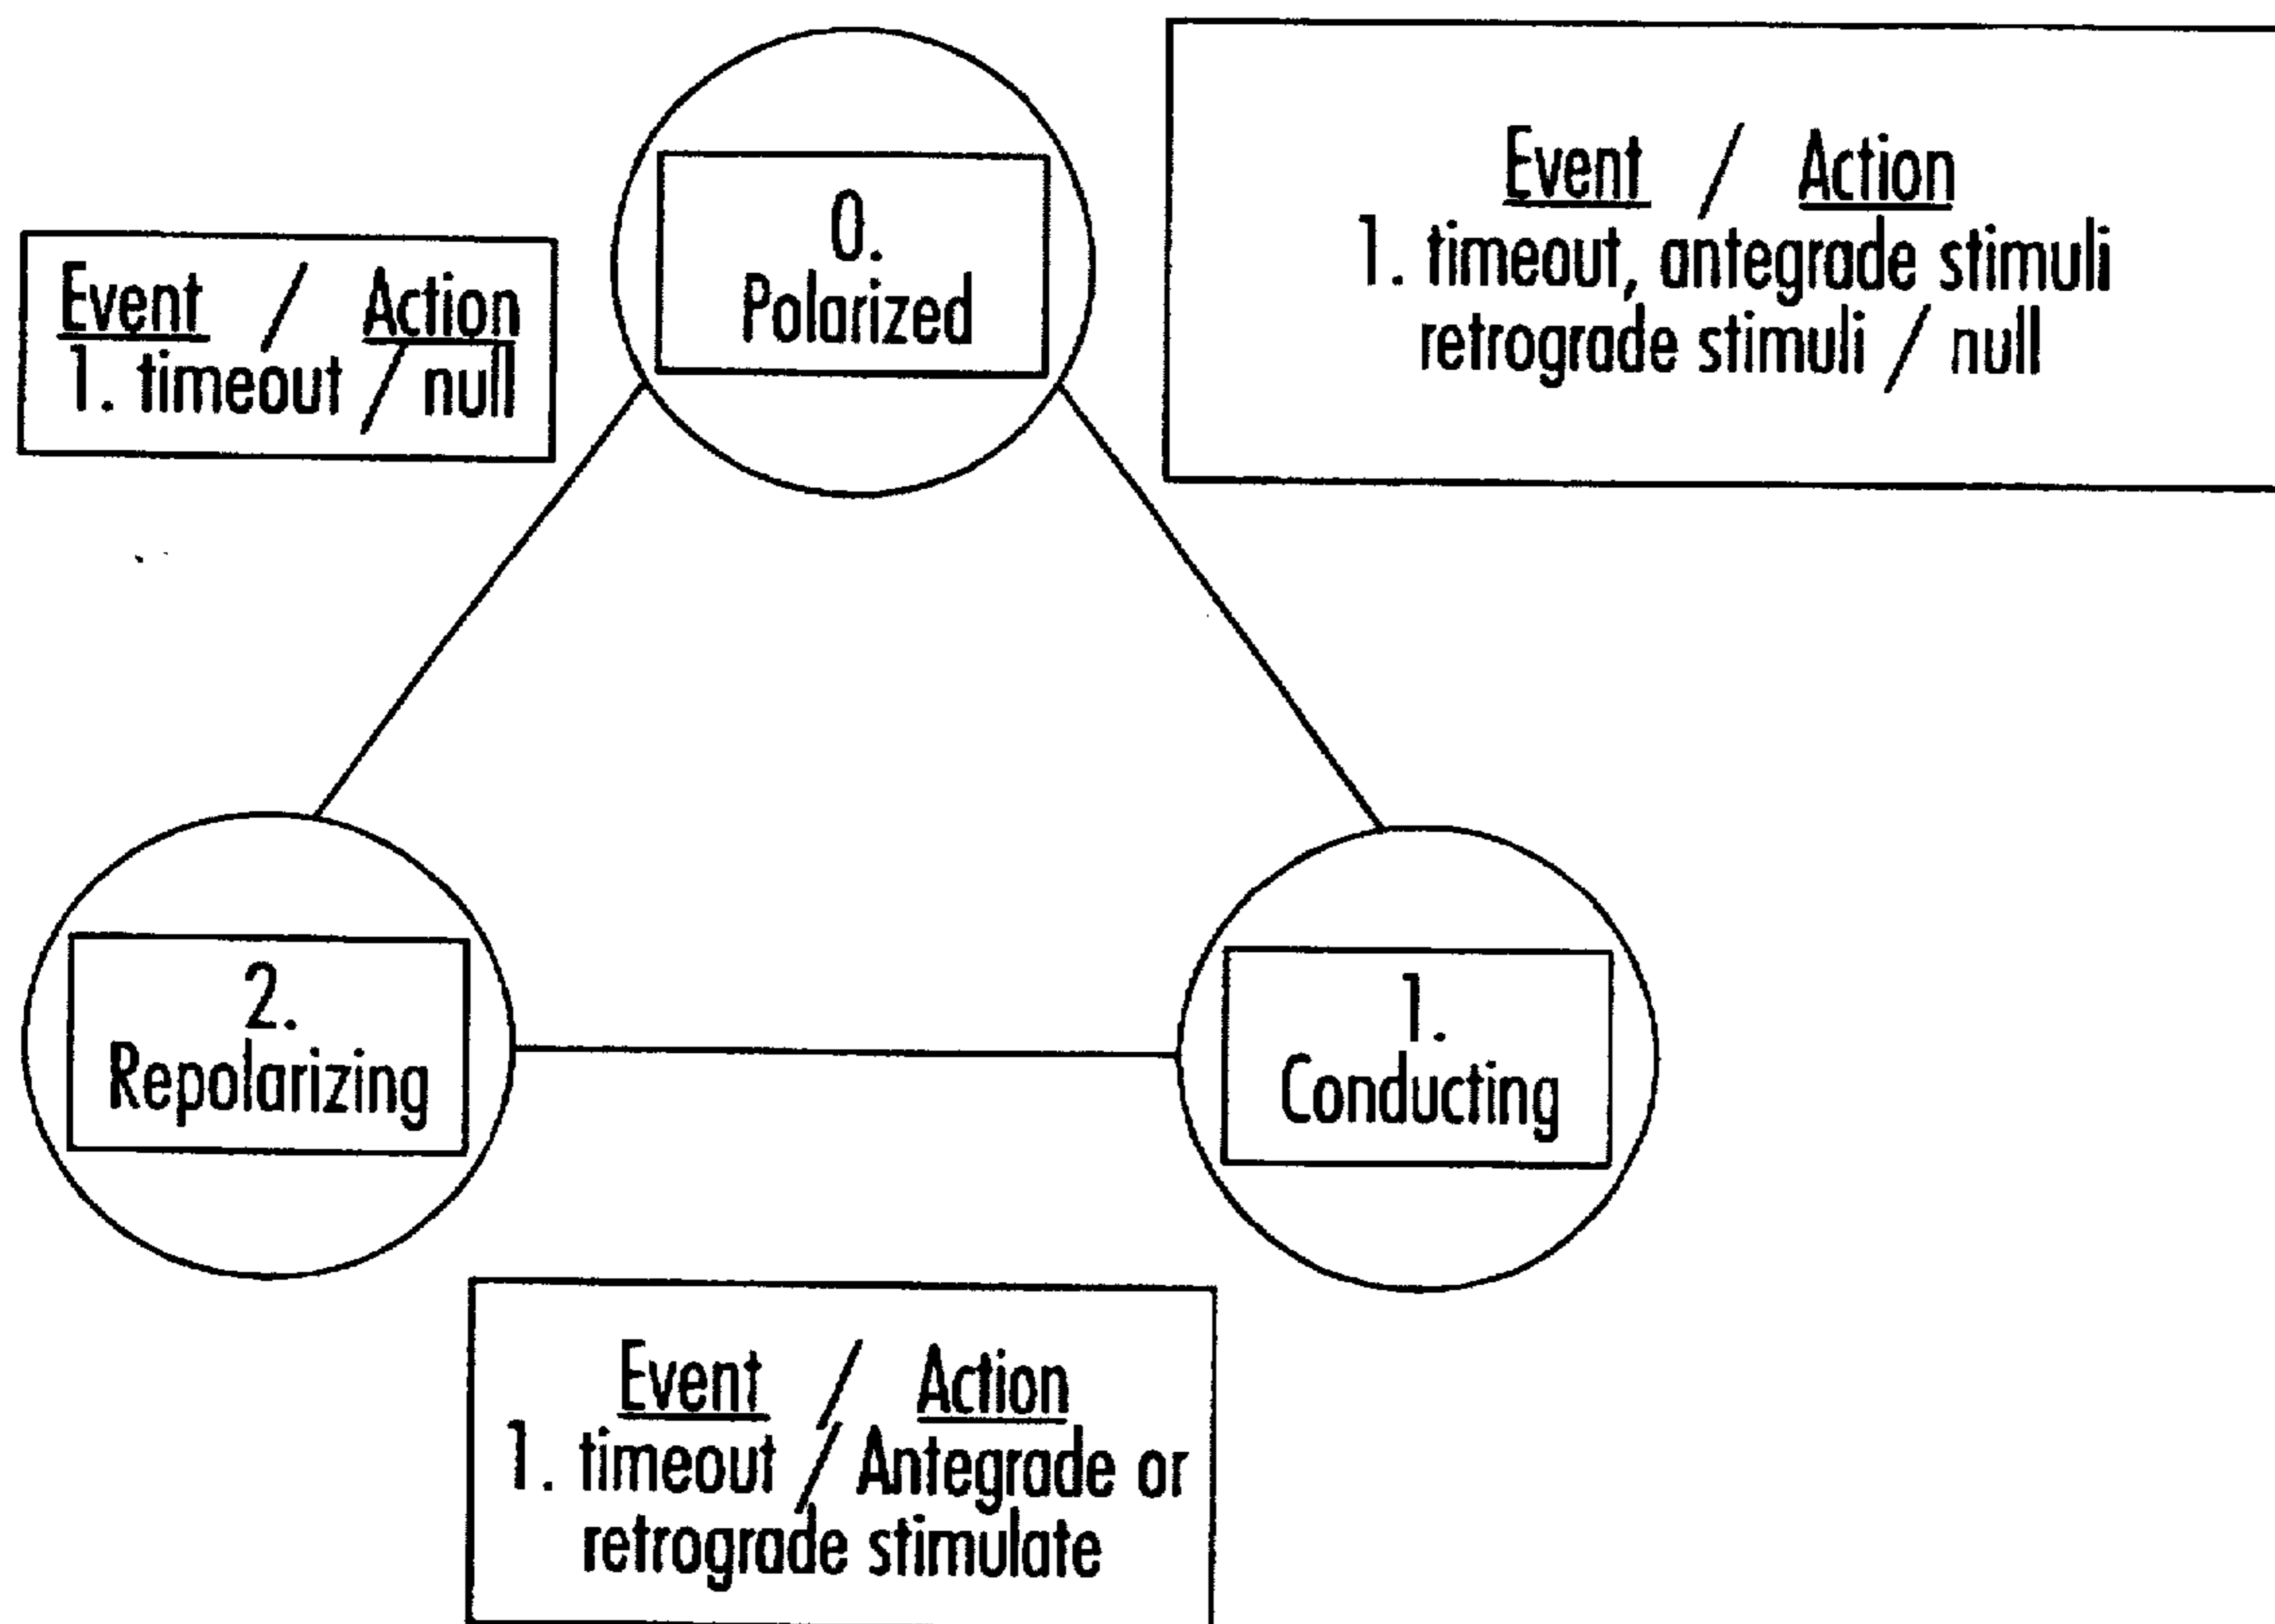 0.
Polarized
Event / Action
1. timeout / null
Event / Action
1. timeout, antegrade stimuli
retrograde stimuli / null
2.
Repolarizing
1.
Conducting
Event / Action
1. timeout / Antegrade or
retrograde stimulate